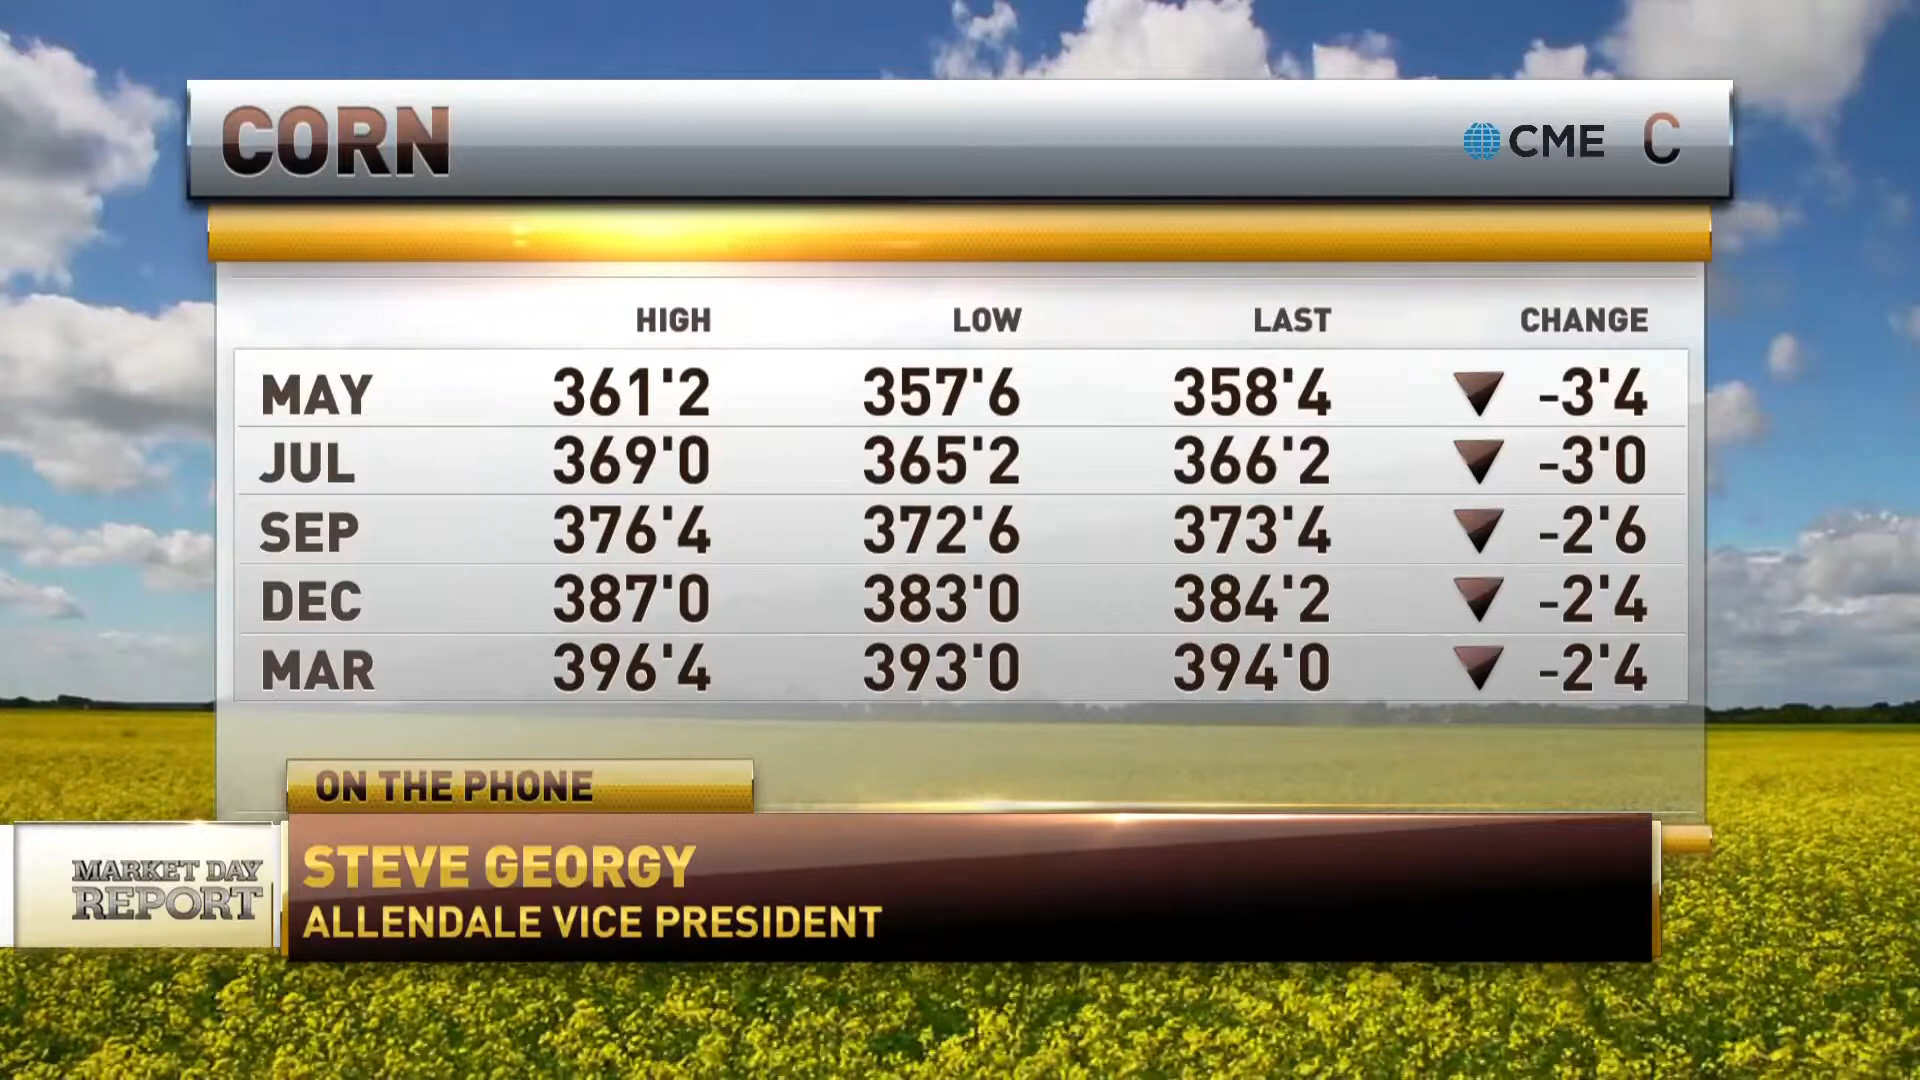 CORN CME C
HIGH LOW LAST CHANGE
MAY 361'2 357'6 358'4 -3'4
JUL 369'0 365'2 366'2 -3'0
SEP 376'4 372'6 373'4 -2'6
DEC 387'0 383'0 384'2 -2'4
MAR 396'4 393'0 394'0 -2'4
ON THE PHONE
MARKET DAY
REPORT
STEVE GEORGY
ALLENDALE VICE PRESIDENT